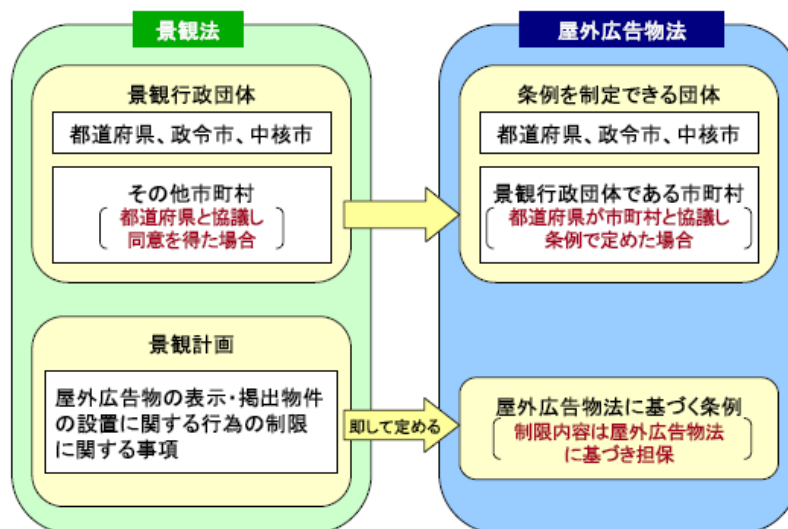 景観法
景観行政団体
都道府県、政令市、中核市
その他市町村
都道府県と協議し
同意を得た場合
景観計画
屋外広告物の表示・掲出物件
の設置に関する行為の制限
に関する事項
即して定める
屋外広告物法
条例を制定できる団体
都道府県、政令市、中核市
景観行政団体である市町村
都道府県が市町村と協議し
条例で定めた場合
屋外広告物法に基づく条例
制限内容は屋外広告物法
に基づき担保